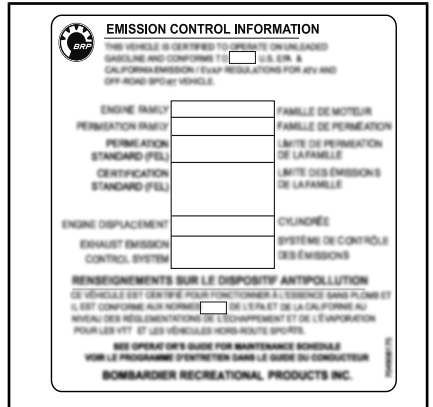 BRP
EMISSION CONTROL INFORMATION
THIS VEHICLE IS CERTIFIED TO OPERATE ON UNLEADED
GASOLINE AND CONFORMS TO U.S. EPA &
CALIFORNIA EMISSION / EVAP REGULATIONS FOR ATV AND
OFF-ROAD SPORT VEHICLE.
ENGINE FAMILY FAMILLE DE MOTEUR
PERMEATION FAMILY FAMILLE DE PERMÉATION
PERMEATION LIMITE DE PERMEATION
STANDARD (FEL) DE LA FAMILLE
CERTIFICATION LIMITE DES ÉMISSIONS
STANDARD (FEL) DE LA FAMILLE
ENGINE DISPLACEMENT CYLINDRÉE
EXHAUST EMISSION SYSTÈME DE CONTRÔLE
CONTROL SYSTEM DES ÉMISSIONS
RENSEIGNEMENTS SUR LE DISPOSITIF ANTIPOLLUTION
CE VÉHICULE EST CERTIFIÉ POUR FONCTIONNER À L'ESSENCE SANS PLOMB ET
IL EST CONFORME AUX NORMES DE L'EPA ET DE LA CALIFORNIE AU
NIVEAU DES RÉGLEMENTATIONS DE L'ÉCHAPPEMENT ET DE L'ÉVAPORATION
POUR LES VTT ET LES VÉHICULES HORS-ROUTE SPORTS.
SEE OPERATOR'S GUIDE FOR MAINTENANCE SCHEDULE
VOIR LE PROGRAMME D'ENTRETIEN DANS LE GUIDE DU CONDUCTEUR
BOMBARDIER RECREATIONAL PRODUCTS INC.